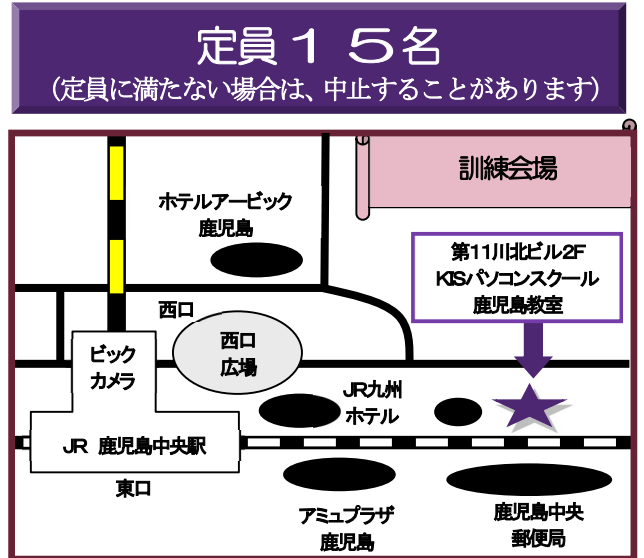 定員１５名
（定員に満たない場合は、中止することがあります）
訓練会場
ホテルアービック
鹿児島
第11川北ビル2F
KISパソコンスクール
鹿児島教室
西口
西口
広場
ビック
カメラ
JR九州
ホテル
JR 鹿児島中央駅
東口
アミュプラザ
鹿児島
鹿児島中央
郵便局